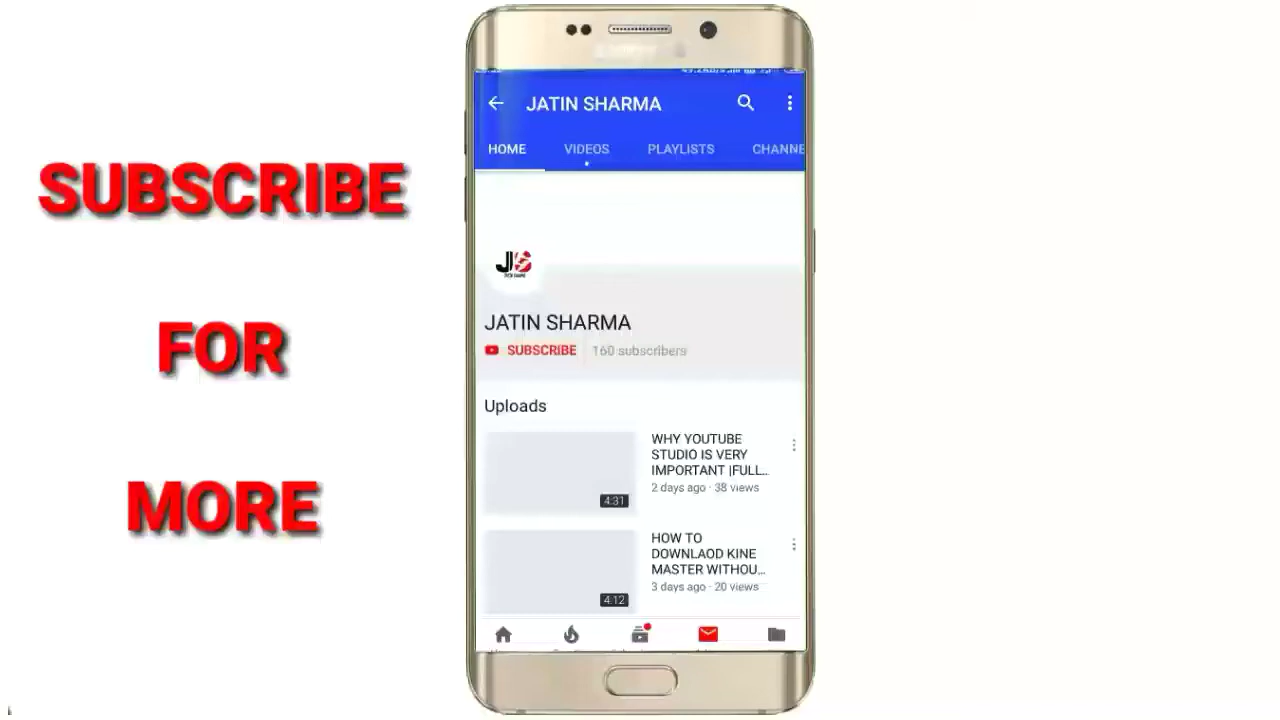 SUBSCRIBE
FOR
MORE
JATIN SHARMA
HOME VIDEOS PLAYLISTS CHANNE
JS
JATIN SHARMA
SUBSCRIBE 160 subscribers
Uploads
WHY YOUTUBE
STUDIO IS VERY
IMPORTANT |FULL...
2 days ago · 38 views
4:31
HOW TO
DOWNLAOD KINE
MASTER WITHOU...
3 days ago · 20 views
4:12